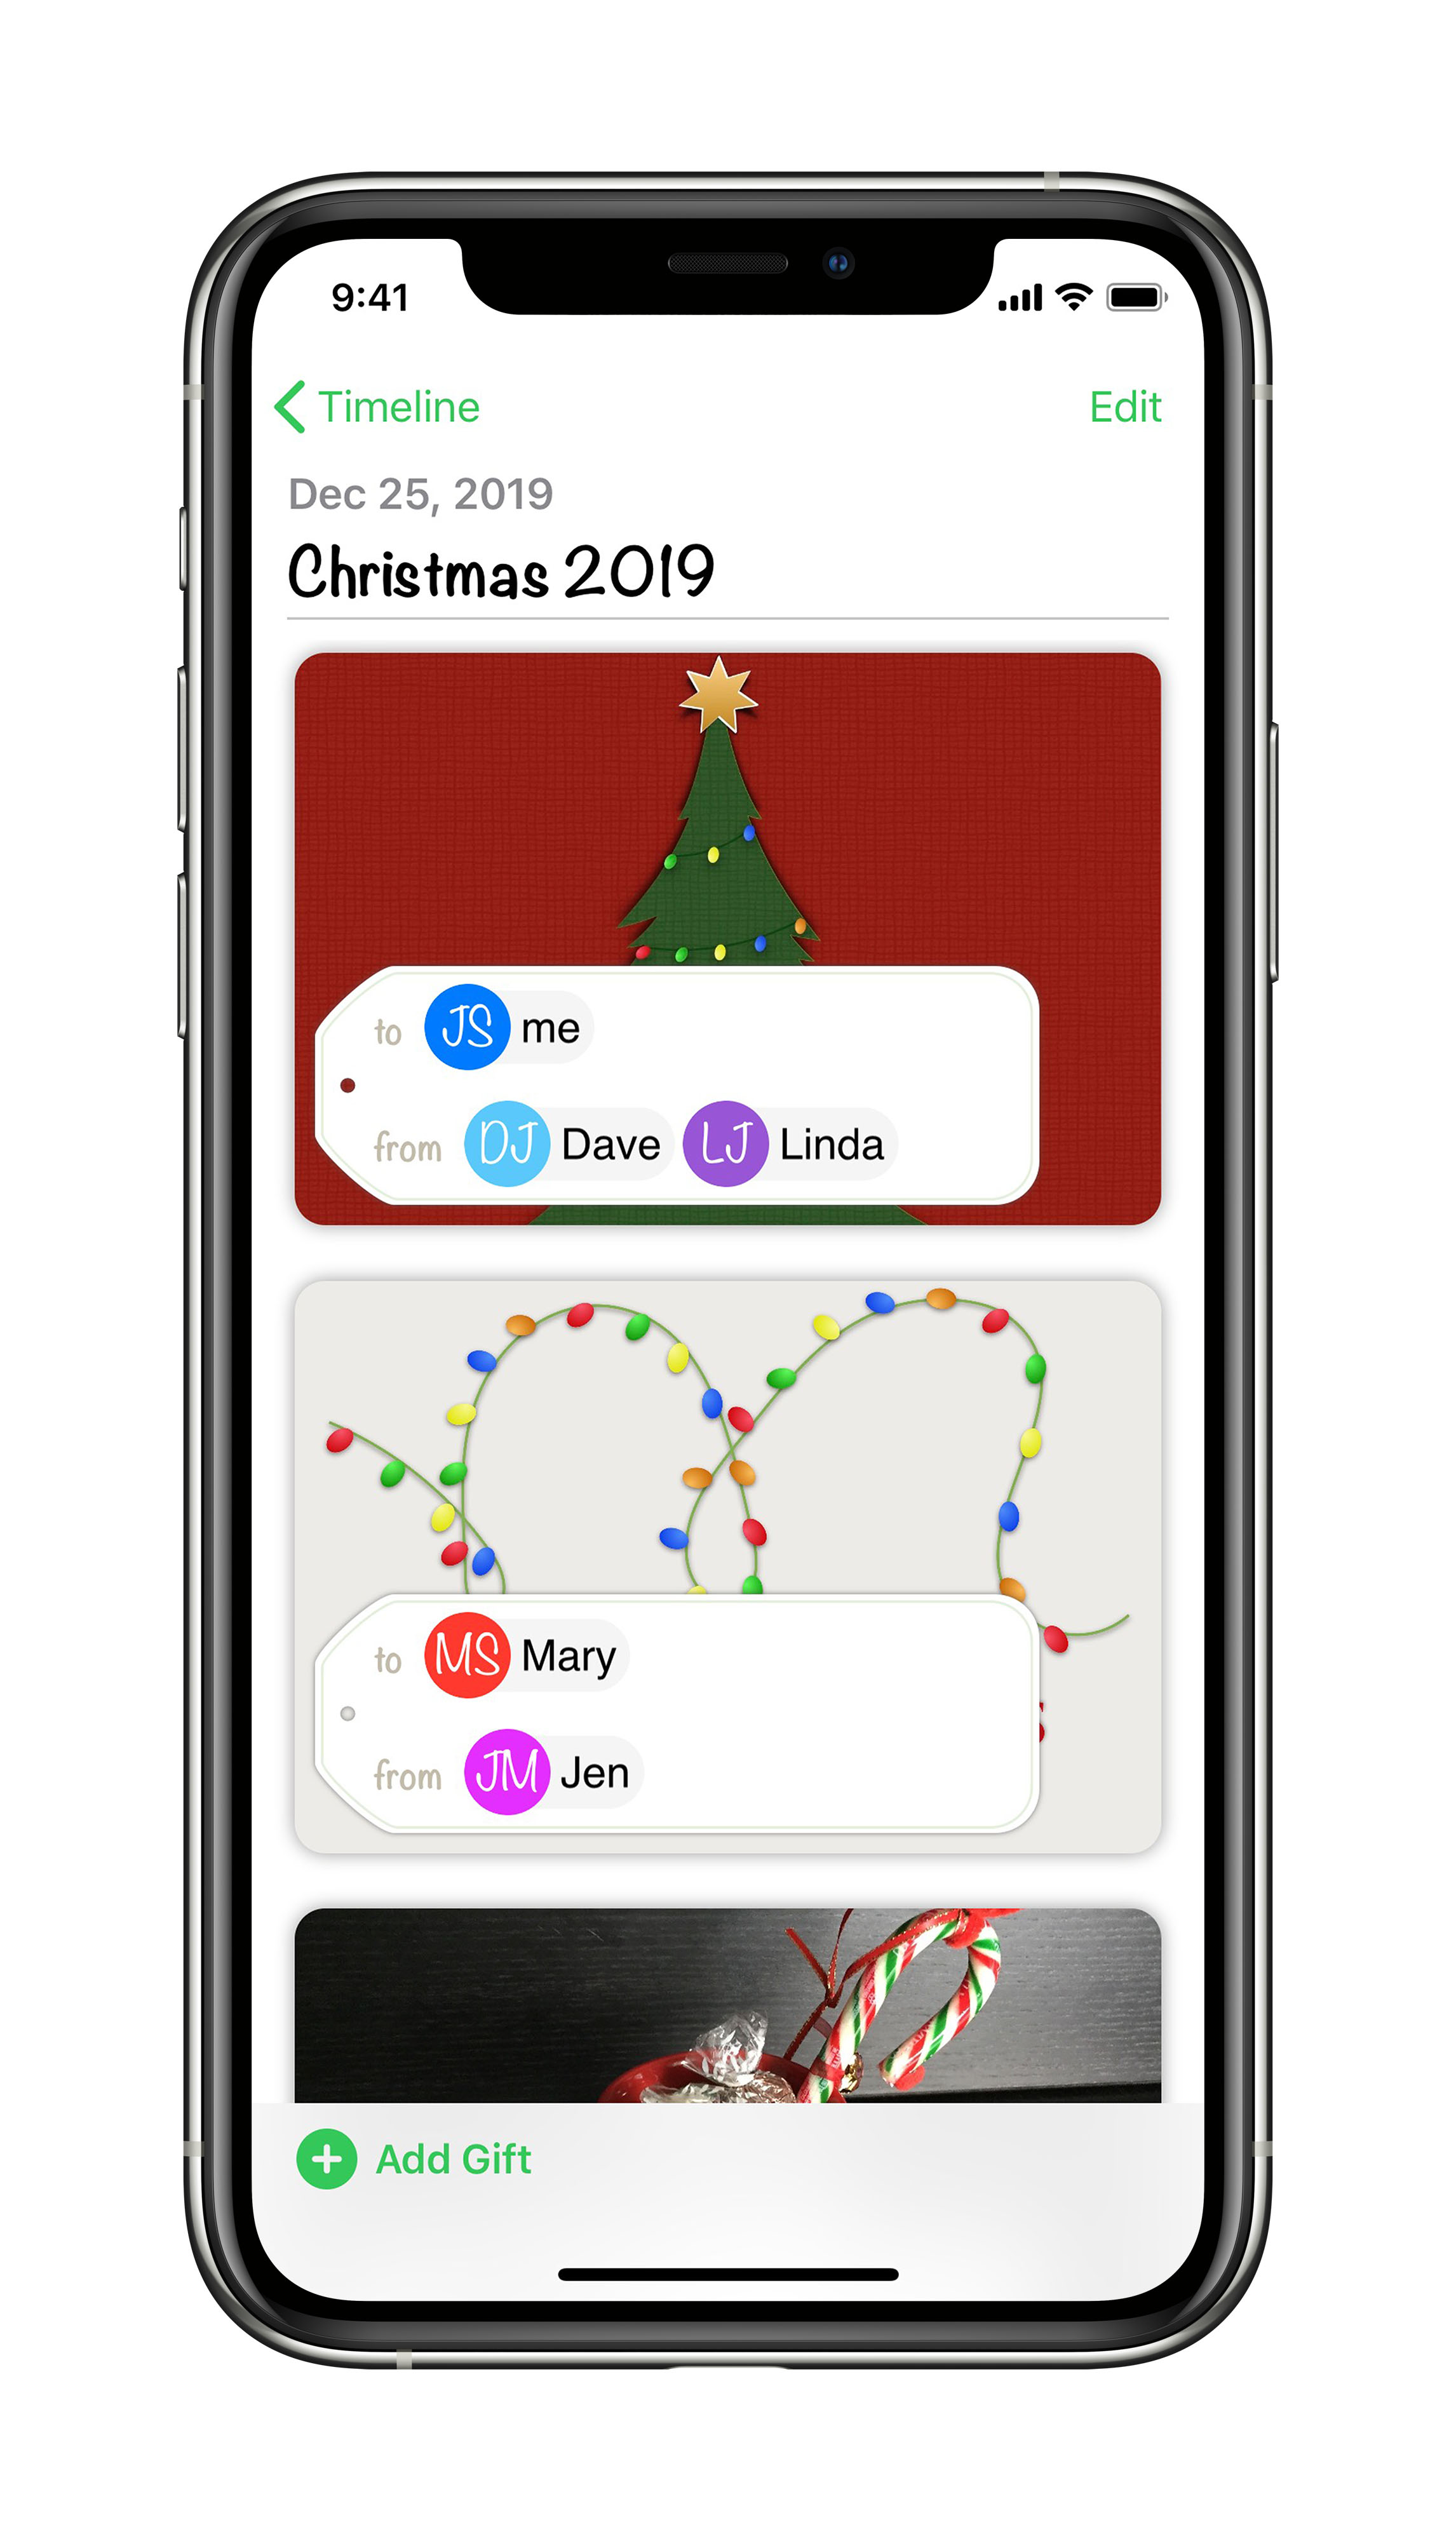 9:41
Timeline Edit
Dec 25, 2019
Christmas 2019
to JS me
from DJ Dave LJ Linda
to MS Mary
from JM Jen
Add Gift